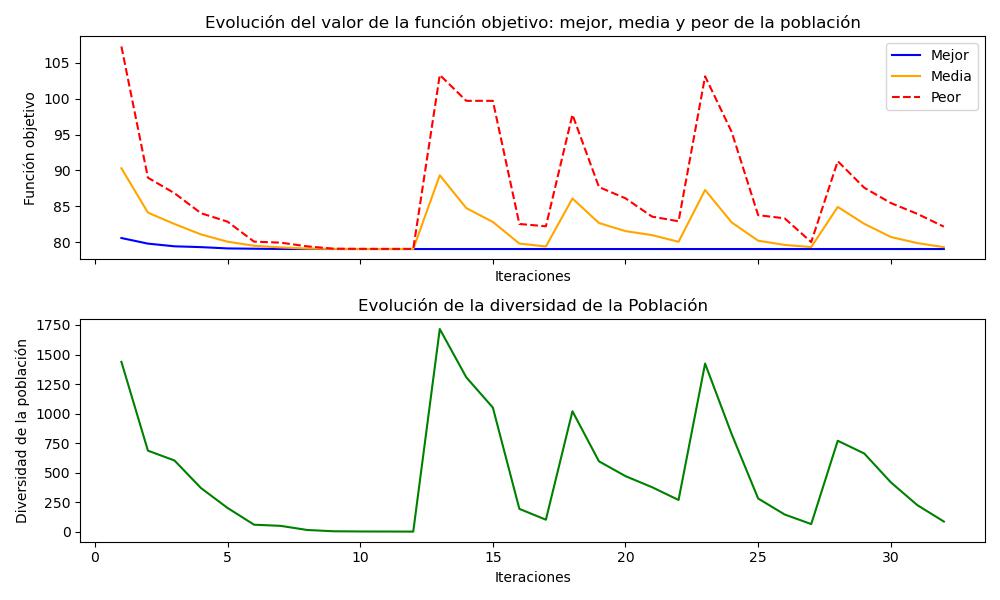 Evolución del valor de la función objetivo: mejor, media y peor de la población
Función objetivo
105
100
95
90
85
80
Mejor
Media
Peor
Iteraciones
Evolución de la diversidad de la Población
Diversidad de la población
1750
1500
1250
1000
750
500
250
0
0 5 10 15 20 25 30
Iteraciones